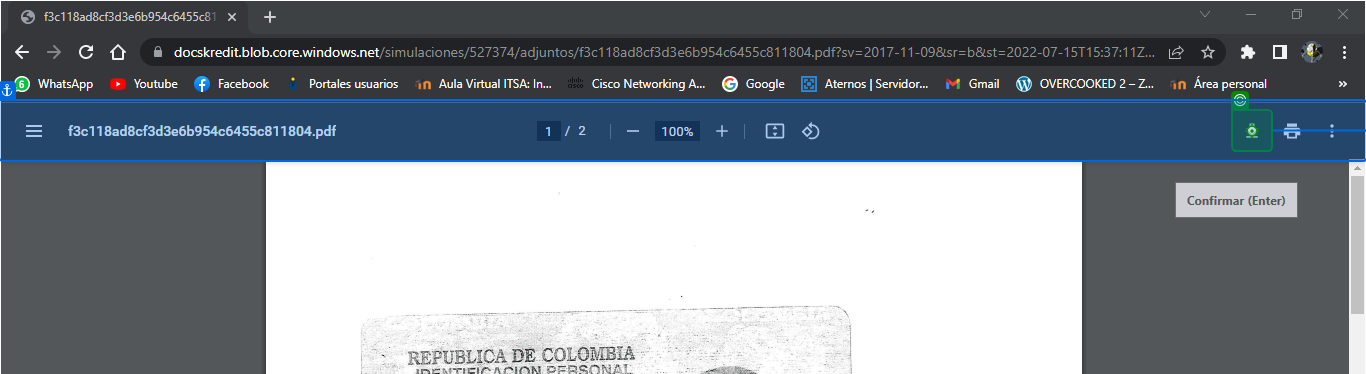 f3c118ad8cf3d3e6b954c6455c81
docskredit.blob.core.windows.net/simulaciones/527374/adjuntos/f3c118ad8cf3d3e6b954c6455c811804.pdf?sv=2017-11-09&sr=b&st=2022-07-15T15:37:11Z...
6 WhatsApp Youtube Facebook Portales usuarios Aula Virtual ITSA: In... Cisco Networking A... Google Aternos | Servidor... Gmail OVERCOOKED 2 – Z... Área personal »
f3c118ad8cf3d3e6b954c6455c811804.pdf 1 / 2 100%
Confirmar (Enter)
REPUBLICA DE COLOMBIA
IDENTIFICACION PERSONAL